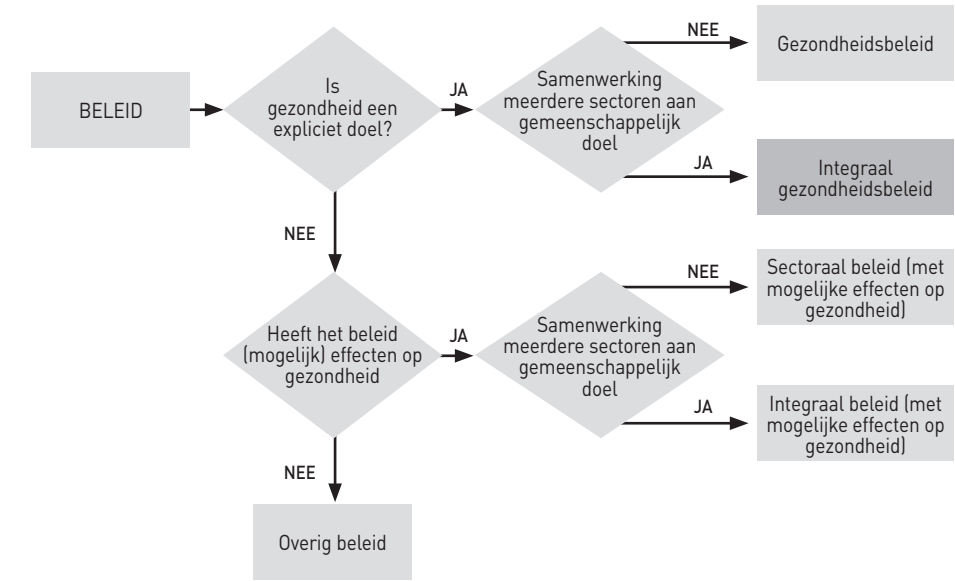 BELEID
Is
gezondheid een
expliciet doel?
JA
Samenwerking
meerdere sectoren aan
gemeenschappelijk
doel
NEE
Gezondheidsbeleid
JA
Integraal
gezondheidsbeleid
NEE
Heeft het beleid
(mogelijk) effecten op
gezondheid
JA
Samenwerking
meerdere sectoren aan
gemeenschappelijk
doel
NEE
Sectoraal beleid (met
mogelijke effecten op
gezondheid)
JA
Integraal beleid (met
mogelijke effecten op
gezondheid)
NEE
Overig beleid